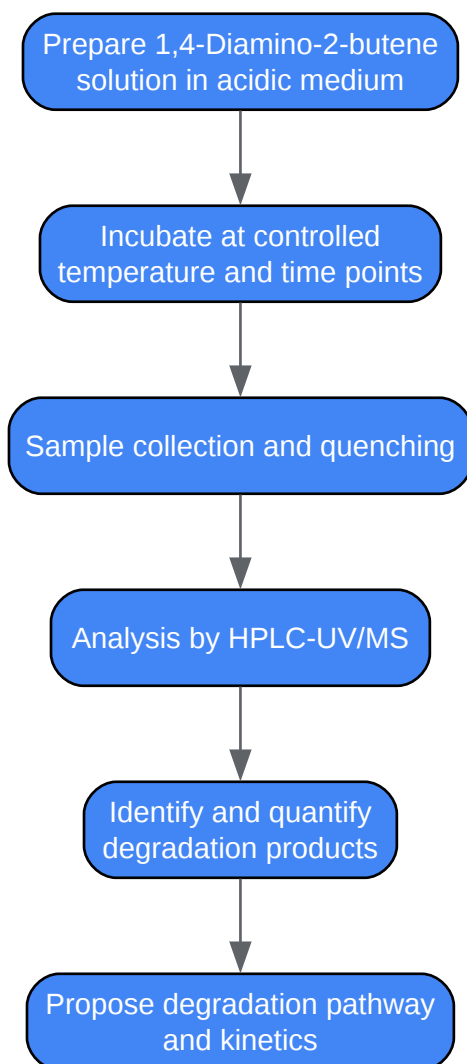 Prepare 1,4-Diamino-2-butene
solution in acidic medium
Incubate at controlled
temperature and time points
Sample collection and quenching
Analysis by HPLC-UV/MS
Identify and quantify
degradation products
Propose degradation pathway
and kinetics